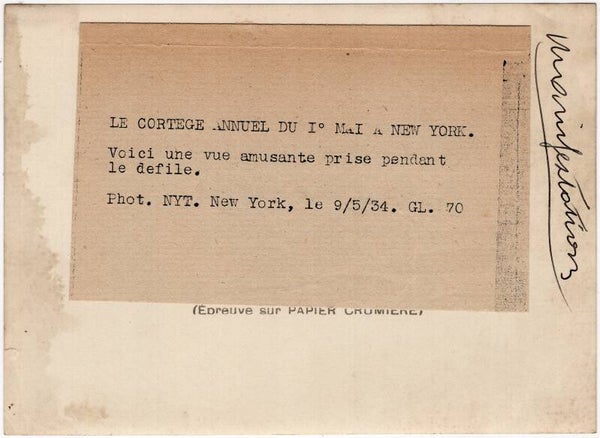 LE CORTEGE ANNUEL DU I° MAI A NEW YORK.
Voici une vue amusante prise pendant
le defile.
Phot. NYT. New York, le 9/5/34. GL. 70
(Épreuve sur PAPIER CRUMIERE)
Manifestations